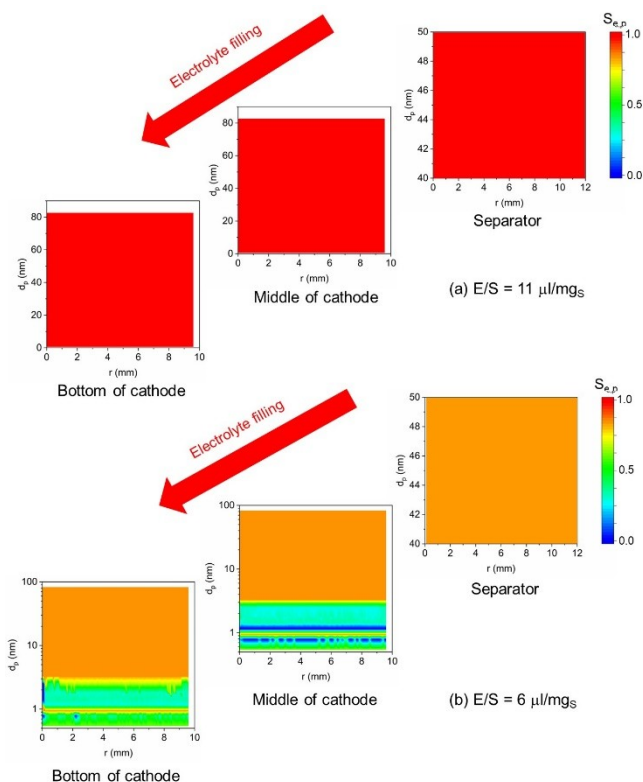 Electrolyte filling
S_e_p
1.0
0.5
0.0
50
48
46
44
42
40
d_p (nm)
0 2 4 6 8 10 12
r (mm)
Separator
80
60
40
20
0
d_p (nm)
0 2 4 6 8 10
r (mm)
Middle of cathode
80
60
40
20
0
d_p (nm)
0 2 4 6 8 10
r (mm)
Bottom of cathode
(a) E/S = 11 μl/mg_S
Electrolyte filling
S_e_p
1.0
0.5
0.0
50
48
46
44
42
40
d_p (nm)
0 2 4 6 8 10 12
r (mm)
Separator
100
10
1
d_p (nm)
0 2 4 6 8 10
r (mm)
Middle of cathode
100
10
1
d_p (nm)
0 2 4 6 8 10
r (mm)
Bottom of cathode
(b) E/S = 6 μl/mg_S